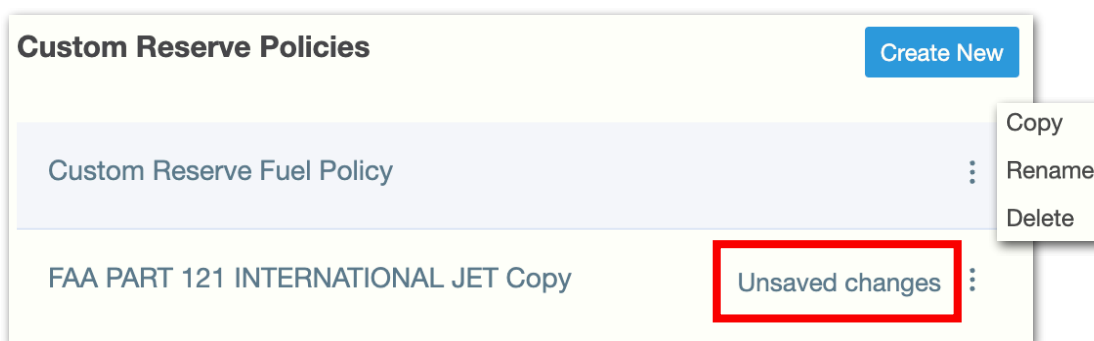 Custom Reserve Policies
Create New
Copy
Custom Reserve Fuel Policy
Rename
Delete
FAA PART 121 INTERNATIONAL JET Copy
Unsaved changes